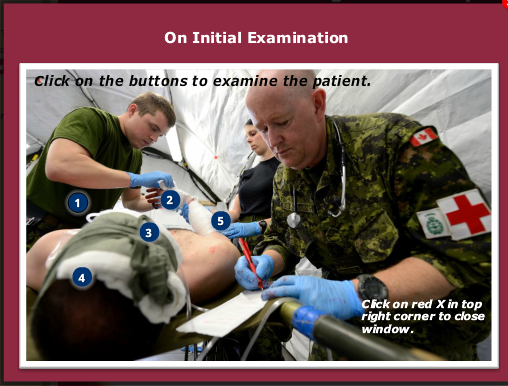 On Initial Examination
Click on the buttons to examine the patient.
1
2
3
5
4
Click on red X in top
right corner to close
window.